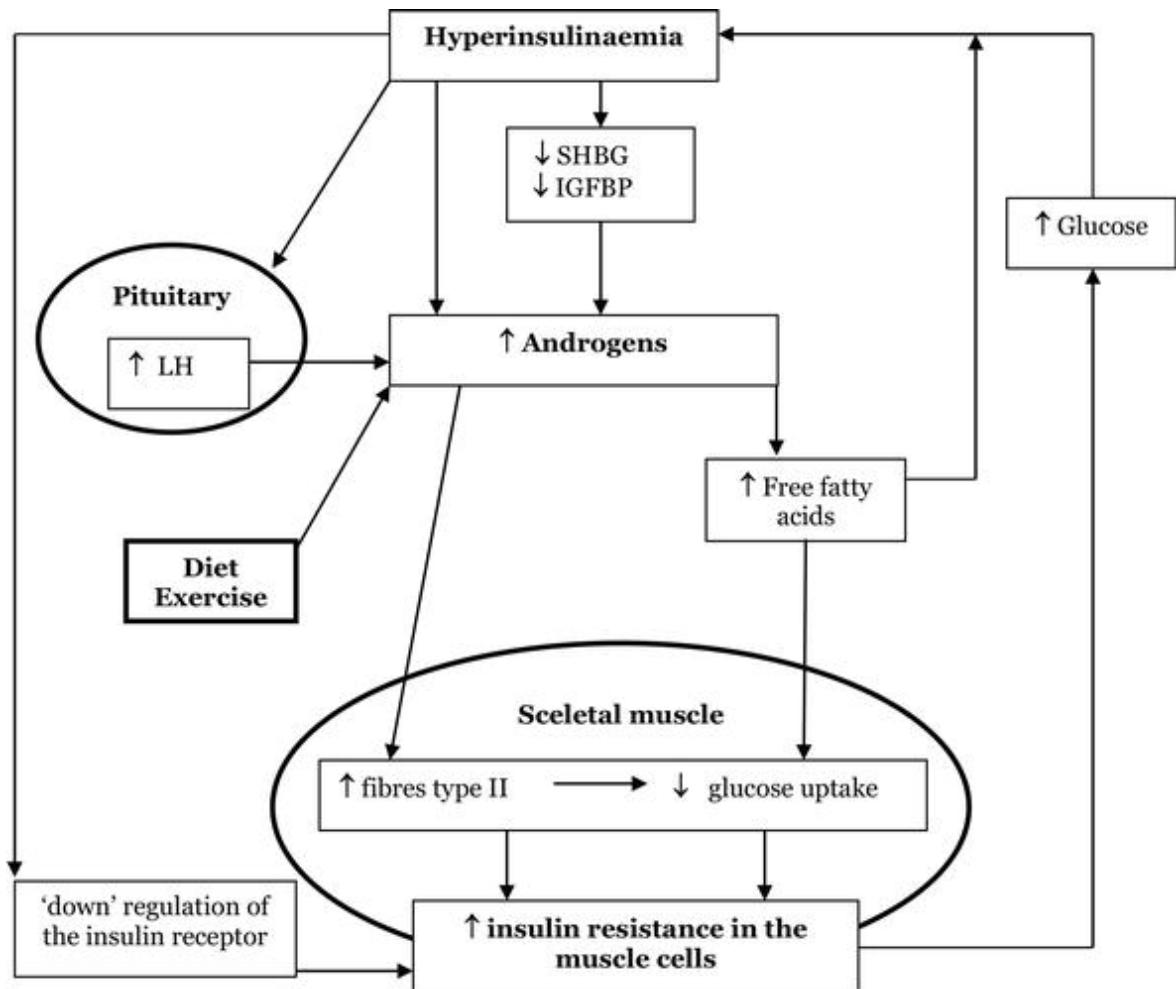 Hyperinsulinaemia
↓ SHBG
↓ IGFBP
↑ Glucose
Pituitary
↑ LH
↑ Androgens
↑ Free fatty
acids
Diet
Exercise
Sceletal muscle
↑ fibres type II → ↓ glucose uptake
‘down’ regulation of
the insulin receptor
↑ insulin resistance in the
muscle cells